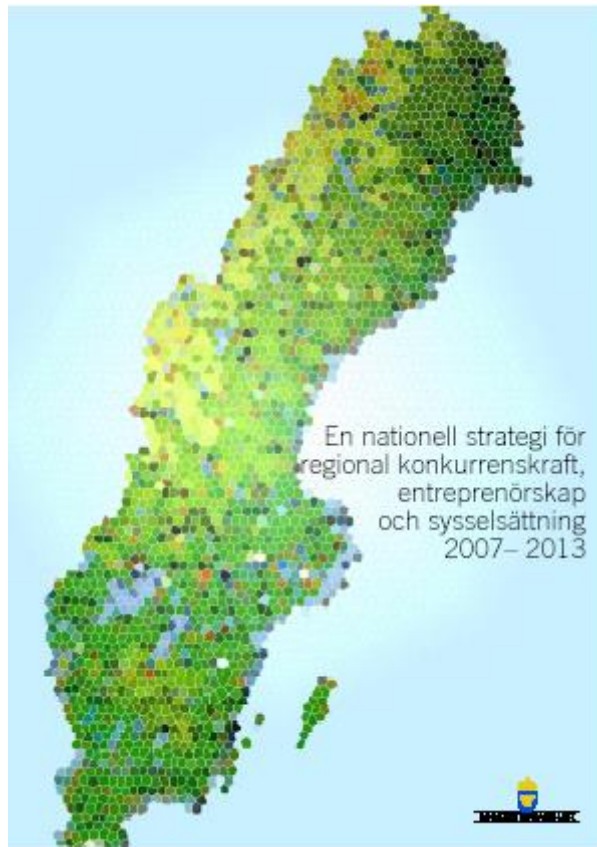 En nationell strategi för
regional konkurrenskraft,
entreprenörskap
och sysselsättning
2007– 2013